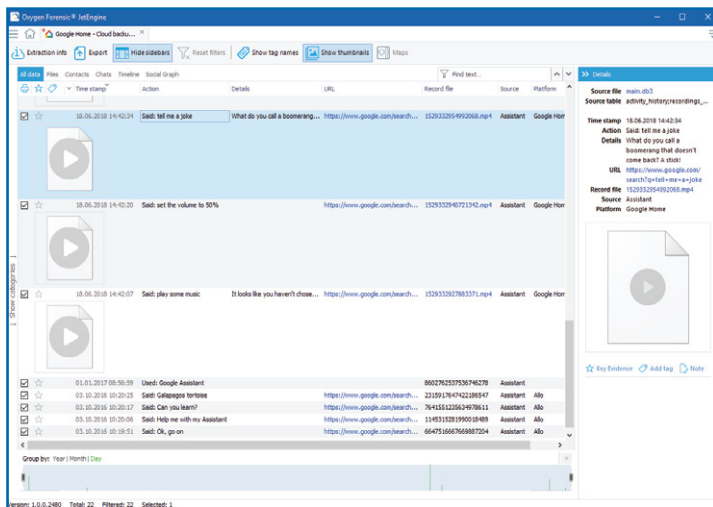 Oxygen Forensic® JetEngine
Google Home - Cloud backu...
Extraction info Export Hide sidebars Reset filters Show tag names Show thumbnails Maps
All data Files Contacts Chats Timeline Social Graph Find text...
Time stamp Action Details URL Record file Source Platform
18.06.2018 14:42:34 Said: tell me a joke What do you call a boomerang... https://www.google.com/search... 1529332954992068.mp4 Assistant Google Hom
18.06.2018 14:42:20 Said: set the volume to 50% https://www.google.com/search... 1529332940721342.mp4 Assistant Google Hom
18.06.2018 14:42:07 Said: play some music It looks like you haven't chose... https://www.google.com/search... 1529332927883371.mp4 Assistant Google Hom
01.01.2017 08:56:59 Used: Google Assistant 8602762537536746278 Assistant
03.10.2016 10:20:25 Said: Galapagos tortoise https://www.google.com/search... 2315917647422186547 Assistant Allo
03.10.2016 10:20:17 Said: Can you learn? https://www.google.com/search... 7641551235634978611 Assistant Allo
03.10.2016 10:20:06 Said: Help me with my Assistant https://www.google.com/search... 1145315281990018489 Assistant Allo
03.10.2016 10:19:51 Said: Ok, go on https://www.google.com/search... 6647516667669887204 Assistant Allo
Show categories
Group by: Year | Month | Day
Version: 1.0.0.2480 Total: 22 Filtered: 22 Selected: 1
Details
Source file main.db3
Source table activity_history;recordings_...
Time stamp 18.06.2018 14:42:34
Action Said: tell me a joke
Details What do you call a
boomerang that doesn't
come back? A stick!
URL https://www.google.com/
search?q=tell+me+a+joke
Record file 1529332954992068.mp4
Source Assistant
Platform Google Home
Key Evidence Add tag Note